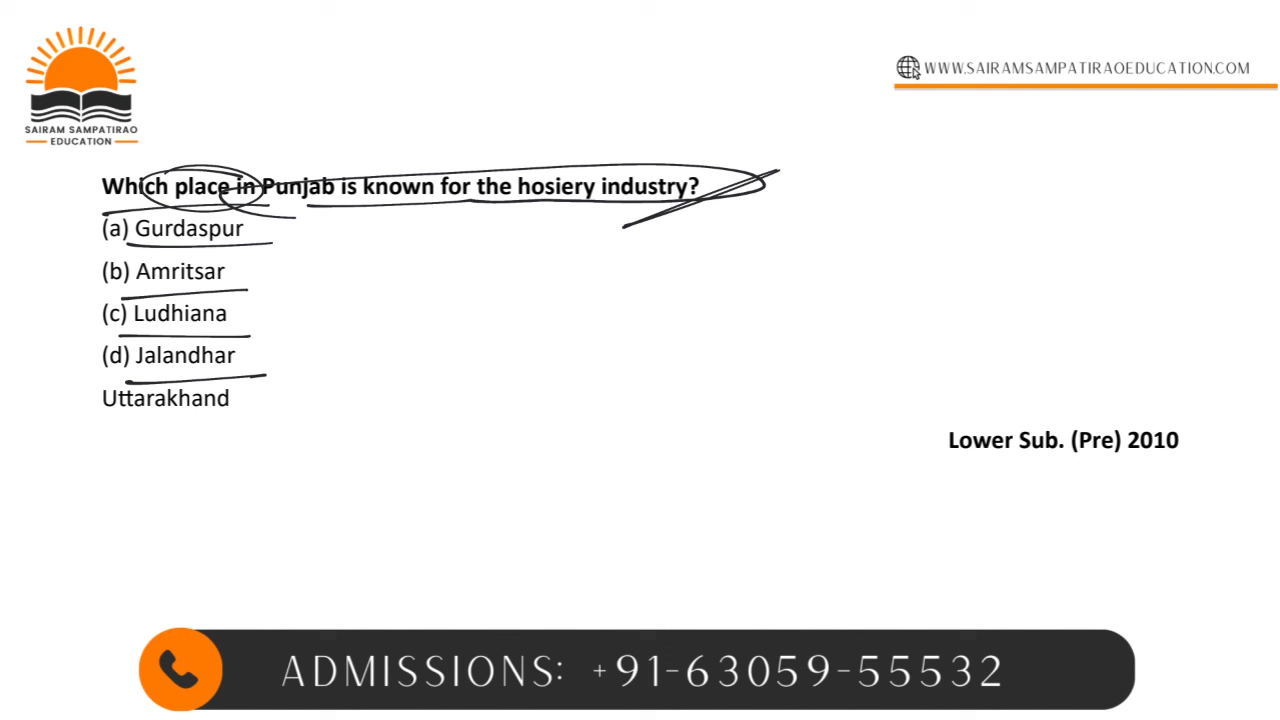 SAIRAM SAMPATIRAO
EDUCATION
WWW.SAIRAMSAMPATIRAOEDUCATION.COM
Which place in Punjab is known for the hosiery industry?
(a) Gurdaspur
(b) Amritsar
(c) Ludhiana
(d) Jalandhar
Uttarakhand
Lower Sub. (Pre) 2010
ADMISSIONS: +91-63059-55532